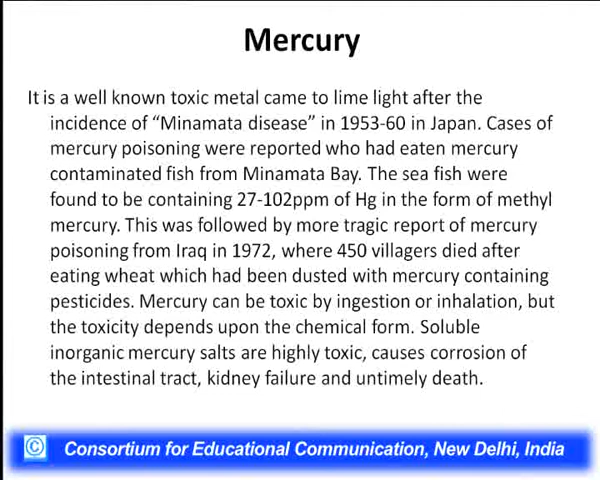 Mercury
It is a well known toxic metal came to lime light after the
incidence of “Minamata disease” in 1953-60 in Japan. Cases of
mercury poisoning were reported who had eaten mercury
contaminated fish from Minamata Bay. The sea fish were
found to be containing 27-102ppm of Hg in the form of methyl
mercury. This was followed by more tragic report of mercury
poisoning from Iraq in 1972, where 450 villagers died after
eating wheat which had been dusted with mercury containing
pesticides. Mercury can be toxic by ingestion or inhalation, but
the toxicity depends upon the chemical form. Soluble
inorganic mercury salts are highly toxic, causes corrosion of
the intestinal tract, kidney failure and untimely death.
© Consortium for Educational Communication, New Delhi, India